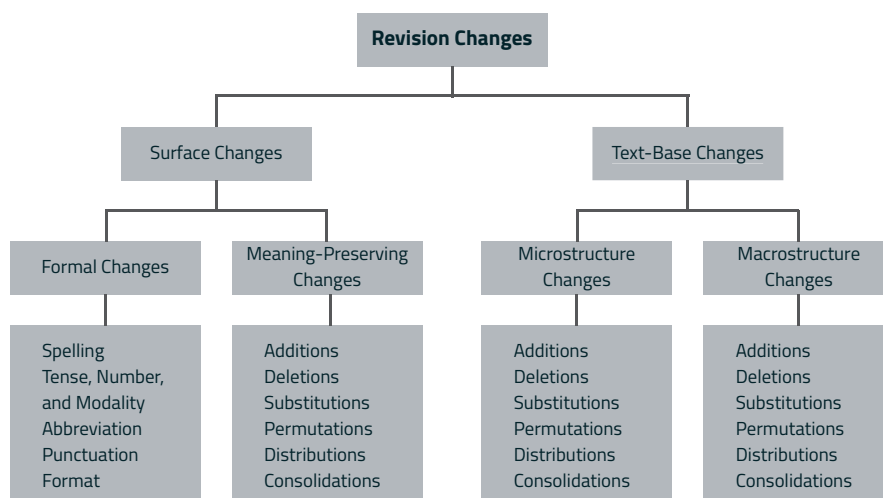 Revision Changes
Surface Changes
Text-Base Changes
Formal Changes
Meaning-Preserving
Changes
Microstructure
Changes
Macrostructure
Changes
Spelling
Tense, Number,
and Modality
Abbreviation
Punctuation
Format
Additions
Deletions
Substitutions
Permutations
Distributions
Consolidations
Additions
Deletions
Substitutions
Permutations
Distributions
Consolidations
Additions
Deletions
Substitutions
Permutations
Distributions
Consolidations